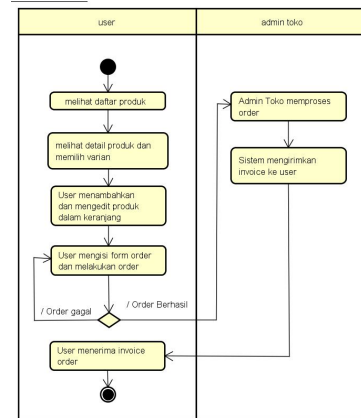 user
admin toko
melihat daftar produk
melihat detail produk dan
memilih varian
User menambahkan
dan mengedit produk
dalam keranjang
User mengisi form order
dan melakukan order
/ Order gagal
/ Order Berhasil
User menerima invoice
order
Admin Toko memproses
order
Sistem mengirimkan
invoice ke user